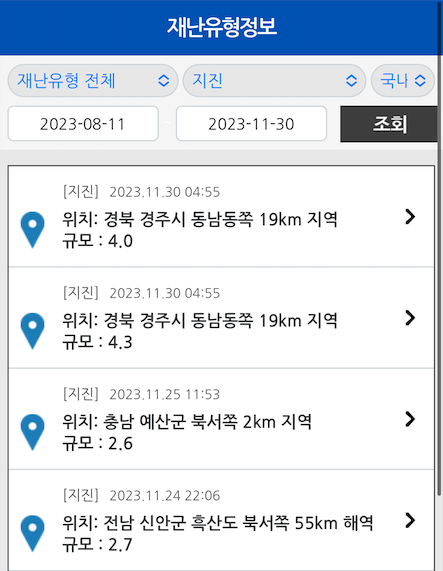 재난유형정보
재난유형 전체 지진 국내
2023-08-11 ~ 2023-11-30 조회
[지진] 2023.11.30 04:55
위치: 경북 경주시 동남동쪽 19km 지역
규모 : 4.0
[지진] 2023.11.30 04:55
위치: 경북 경주시 동남동쪽 19km 지역
규모 : 4.3
[지진] 2023.11.25 11:53
위치: 충남 예산군 북서쪽 2km 지역
규모 : 2.6
[지진] 2023.11.24 22:06
위치: 전남 신안군 흑산도 북서쪽 55km 해역
규모 : 2.7